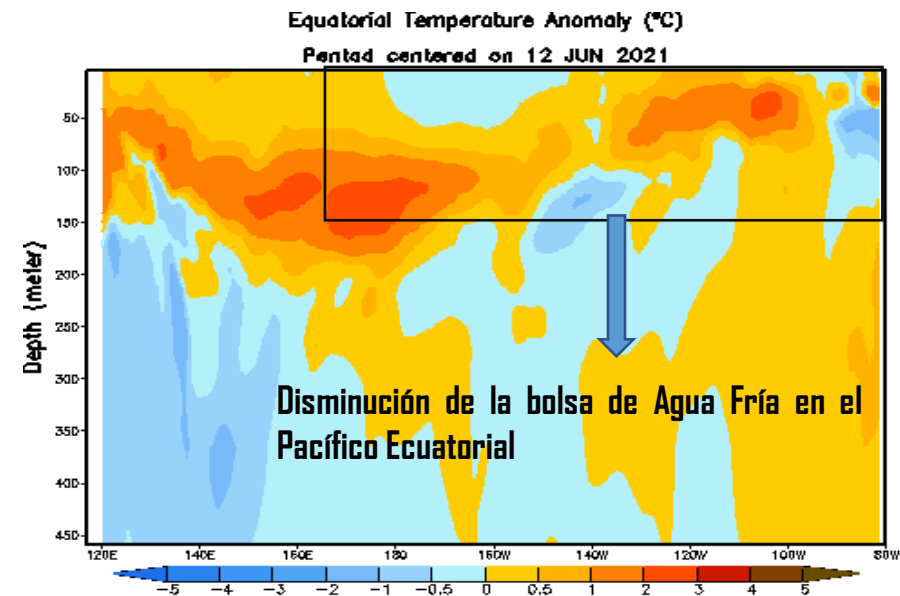 Equatorial Temperature Anomaly (°C)
Pentad centered on 12 JUN 2021
Depth (meter)
50
100
150
200
250
300
350
400
450
Disminución de la bolsa de Agua Fría en el
Pacífico Ecuatorial
120E 140E 160E 180 160W 140W 120W 100W 80W
-5 -4 -3 -2 -1 -0.5 0 0.5 1 2 3 4 5